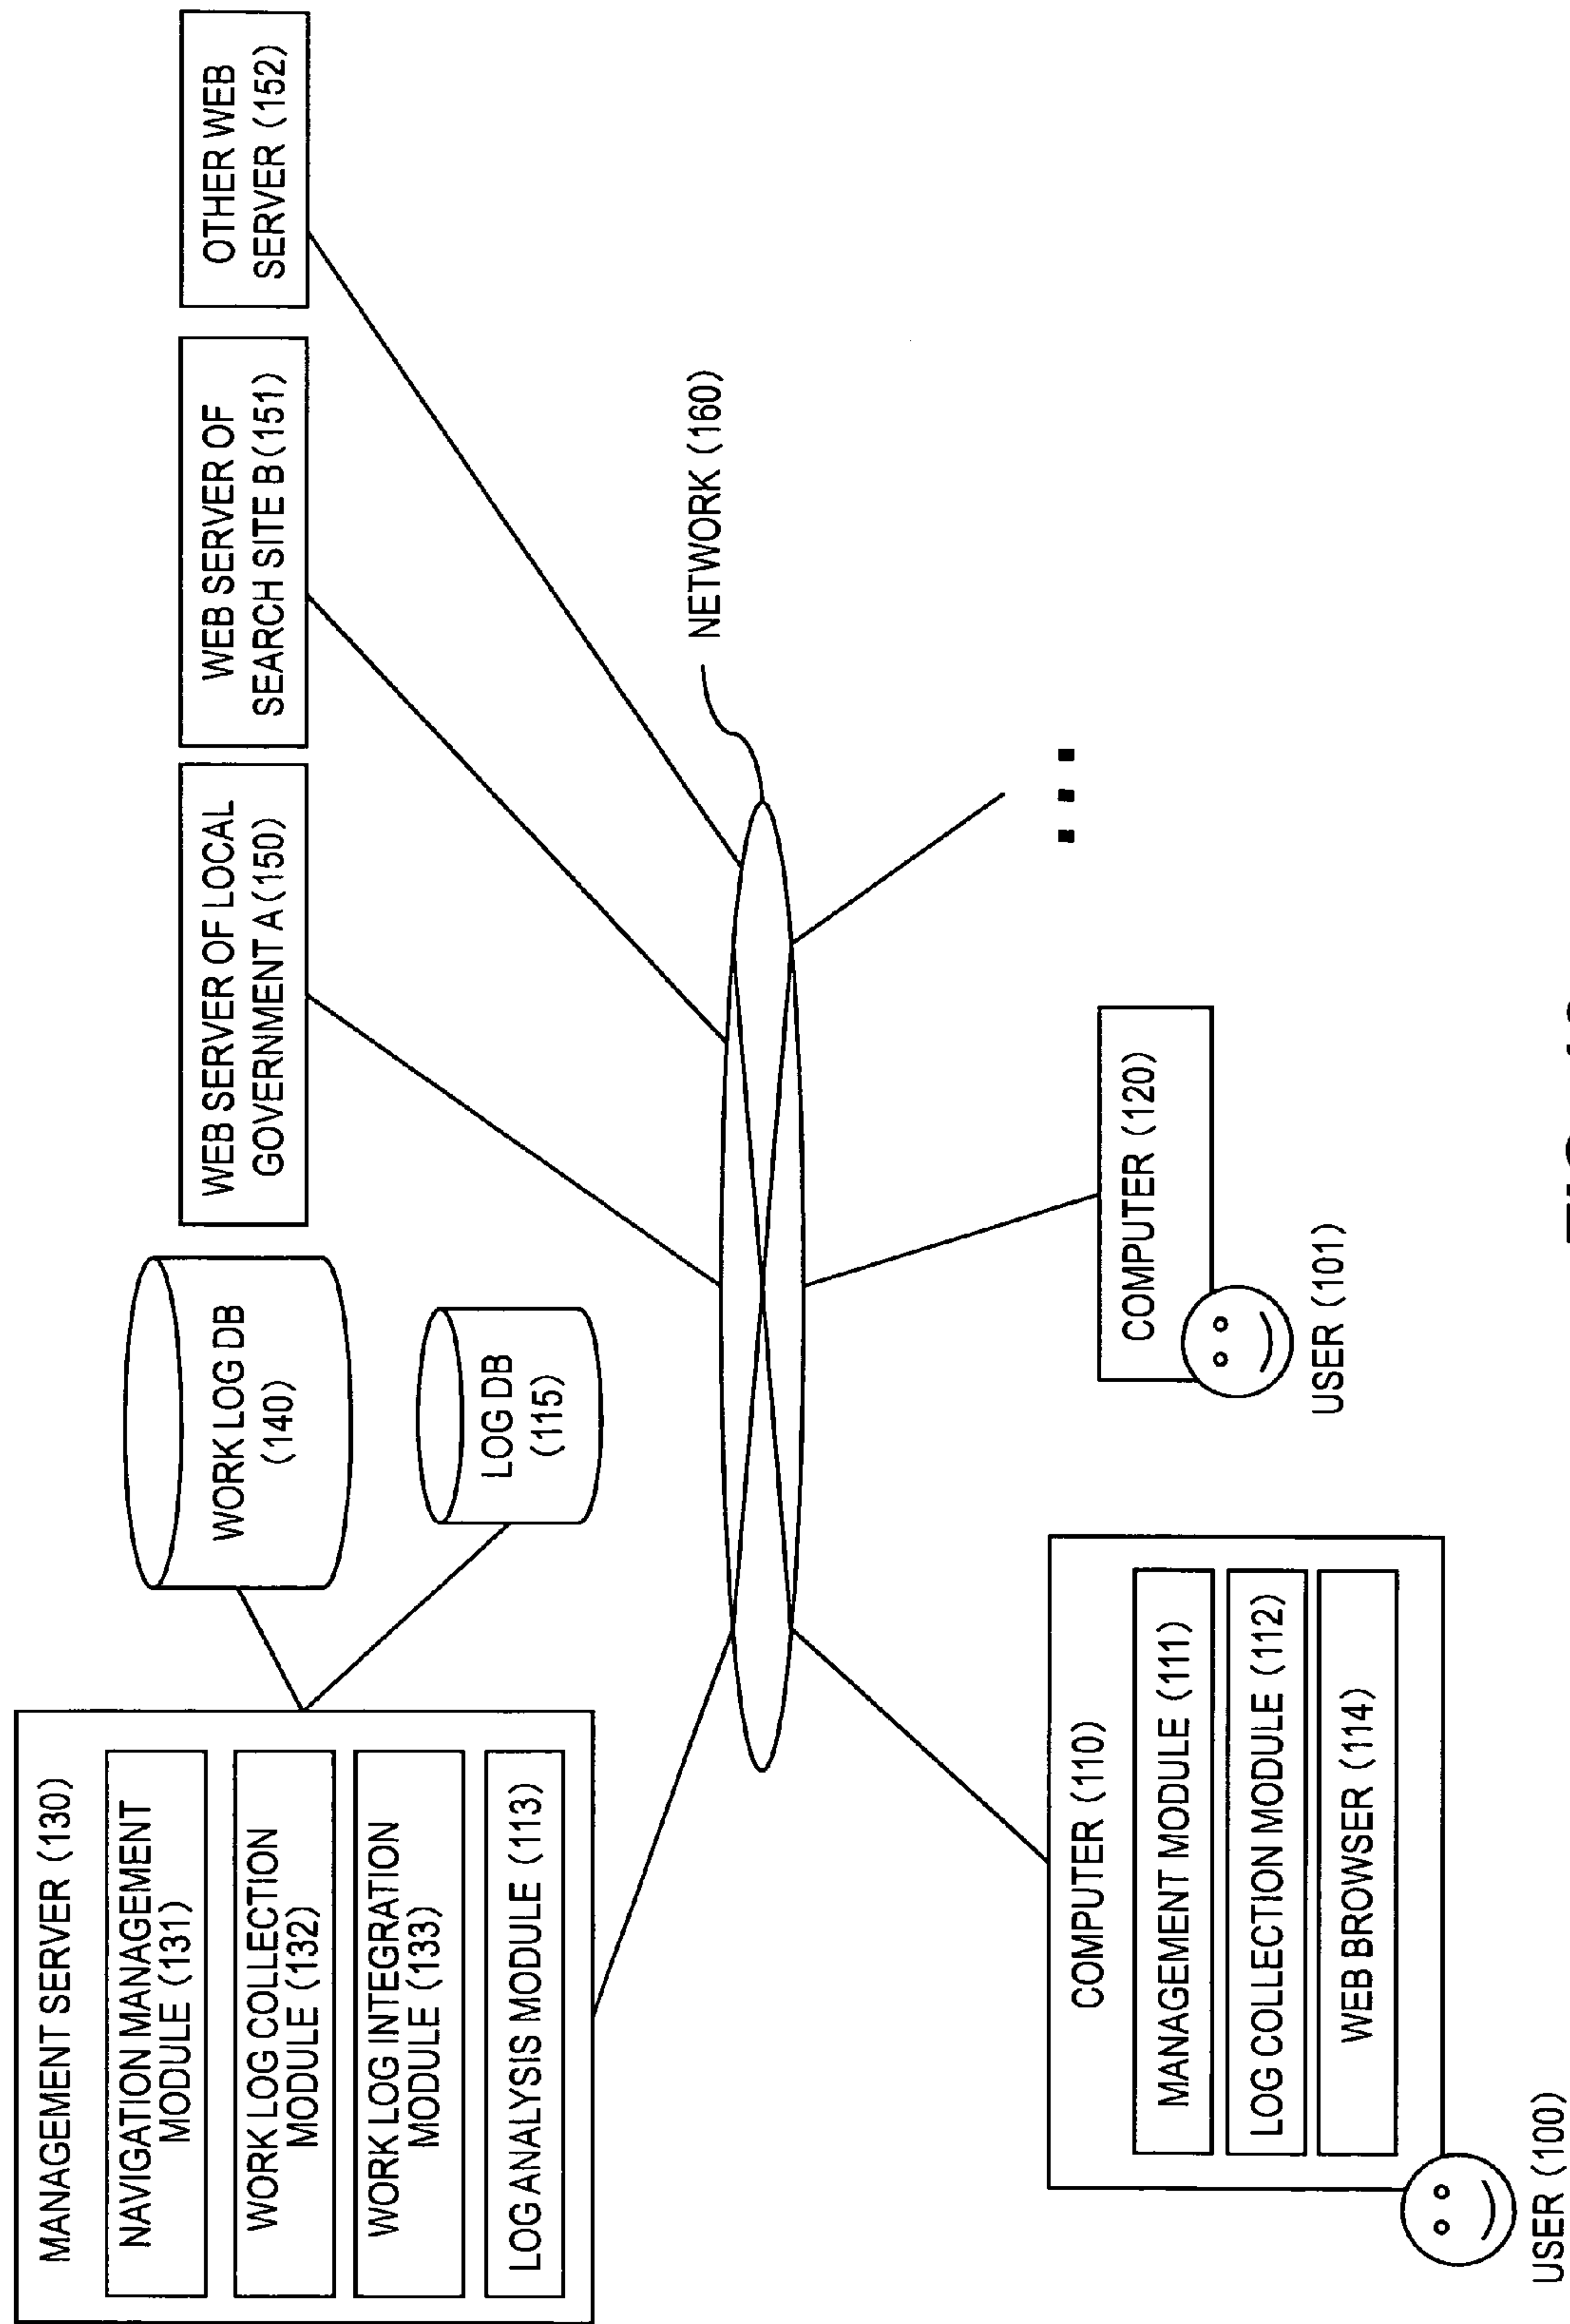 MANAGEMENT SERVER (130)
NAVIGATION MANAGEMENT
MODULE (131)
WORK LOG COLLECTION
MODULE (132)
WORK LOG INTEGRATION
MODULE (133)
LOG ANALYSIS MODULE (113)
WORK LOG DB
(140)
LOG DB
(115)
WEB SERVER OF LOCAL
GOVERNMENT A (150)
WEB SERVER OF
SEARCH SITE B (151)
OTHER WEB
SERVER (152)
NETWORK (160)
COMPUTER (110)
MANAGEMENT MODULE (111)
LOG COLLECTION MODULE (112)
WEB BROWSER (114)
USER (100)
COMPUTER (120)
USER (101)